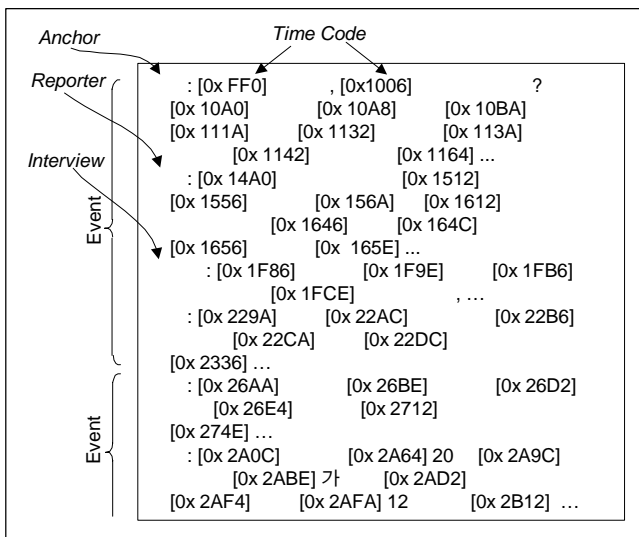 Anchor
Time Code
Reporter
Interview
Event
Event
: [0x FF0] , [0x1006] ?
[0x 10A0] [0x 10A8] [0x 10BA]
[0x 111A] [0x 1132] [0x 113A]
[0x 1142] [0x 1164] ...
: [0x 14A0] [0x 1512]
[0x 1556] [0x 156A] [0x 1612]
[0x 1646] [0x 164C]
[0x 1656] [0x 165E] ...
: [0x 1F86] [0x 1F9E] [0x 1FB6]
[0x 1FCE] , ...
: [0x 229A] [0x 22AC] [0x 22B6]
[0x 22CA] [0x 22DC]
[0x 2336] ...
: [0x 26AA] [0x 26BE] [0x 26D2]
[0x 26E4] [0x 2712]
[0x 274E] ...
: [0x 2A0C] [0x 2A64] 20 [0x 2A9C]
[0x 2ABE] 가 [0x 2AD2]
[0x 2AF4] [0x 2AFA] 12 [0x 2B12] ...